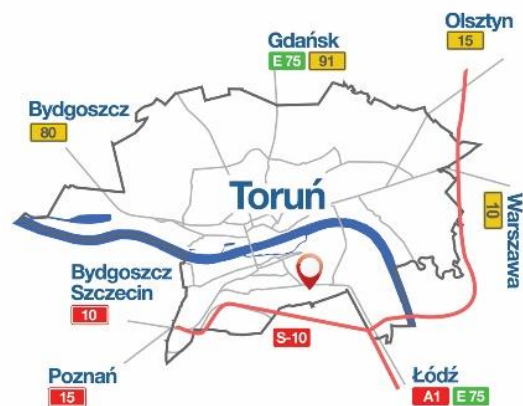 Olsztyn
15
Gdańsk
E 75 91
Bydgoszcz
80
Toruń
10
Warszawa
Bydgoszcz
Szczecin
10
S-10
Poznań
15
Łódź
A1 E 75